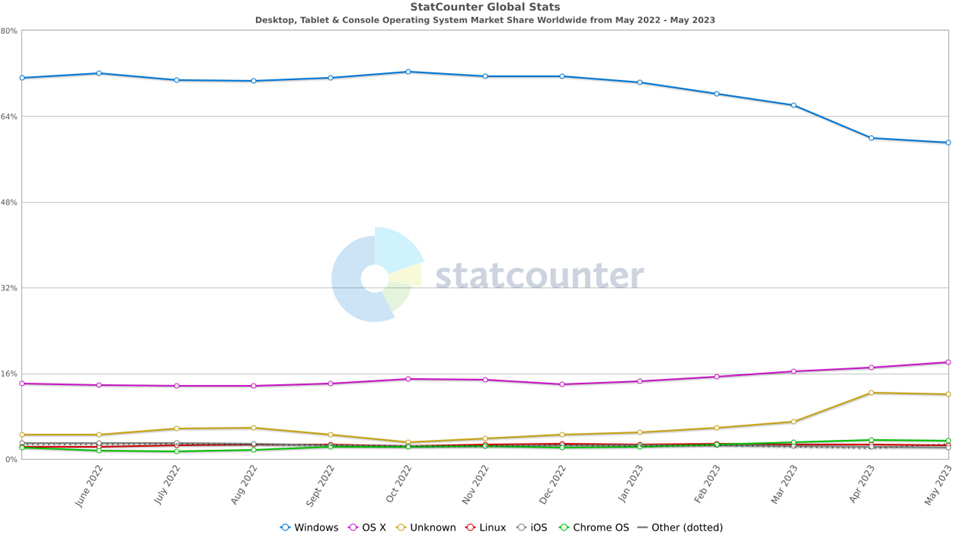 StatCounter Global Stats
Desktop, Tablet & Console Operating System Market Share Worldwide from May 2022 - May 2023
80%
64%
48%
32%
16%
0%
statcounter
June 2022
July 2022
Aug 2022
Sept 2022
Oct 2022
Nov 2022
Dec 2022
Jan 2023
Feb 2023
Mar 2023
Apr 2023
May 2023
Windows OS X Unknown Linux iOS Chrome OS Other (dotted)